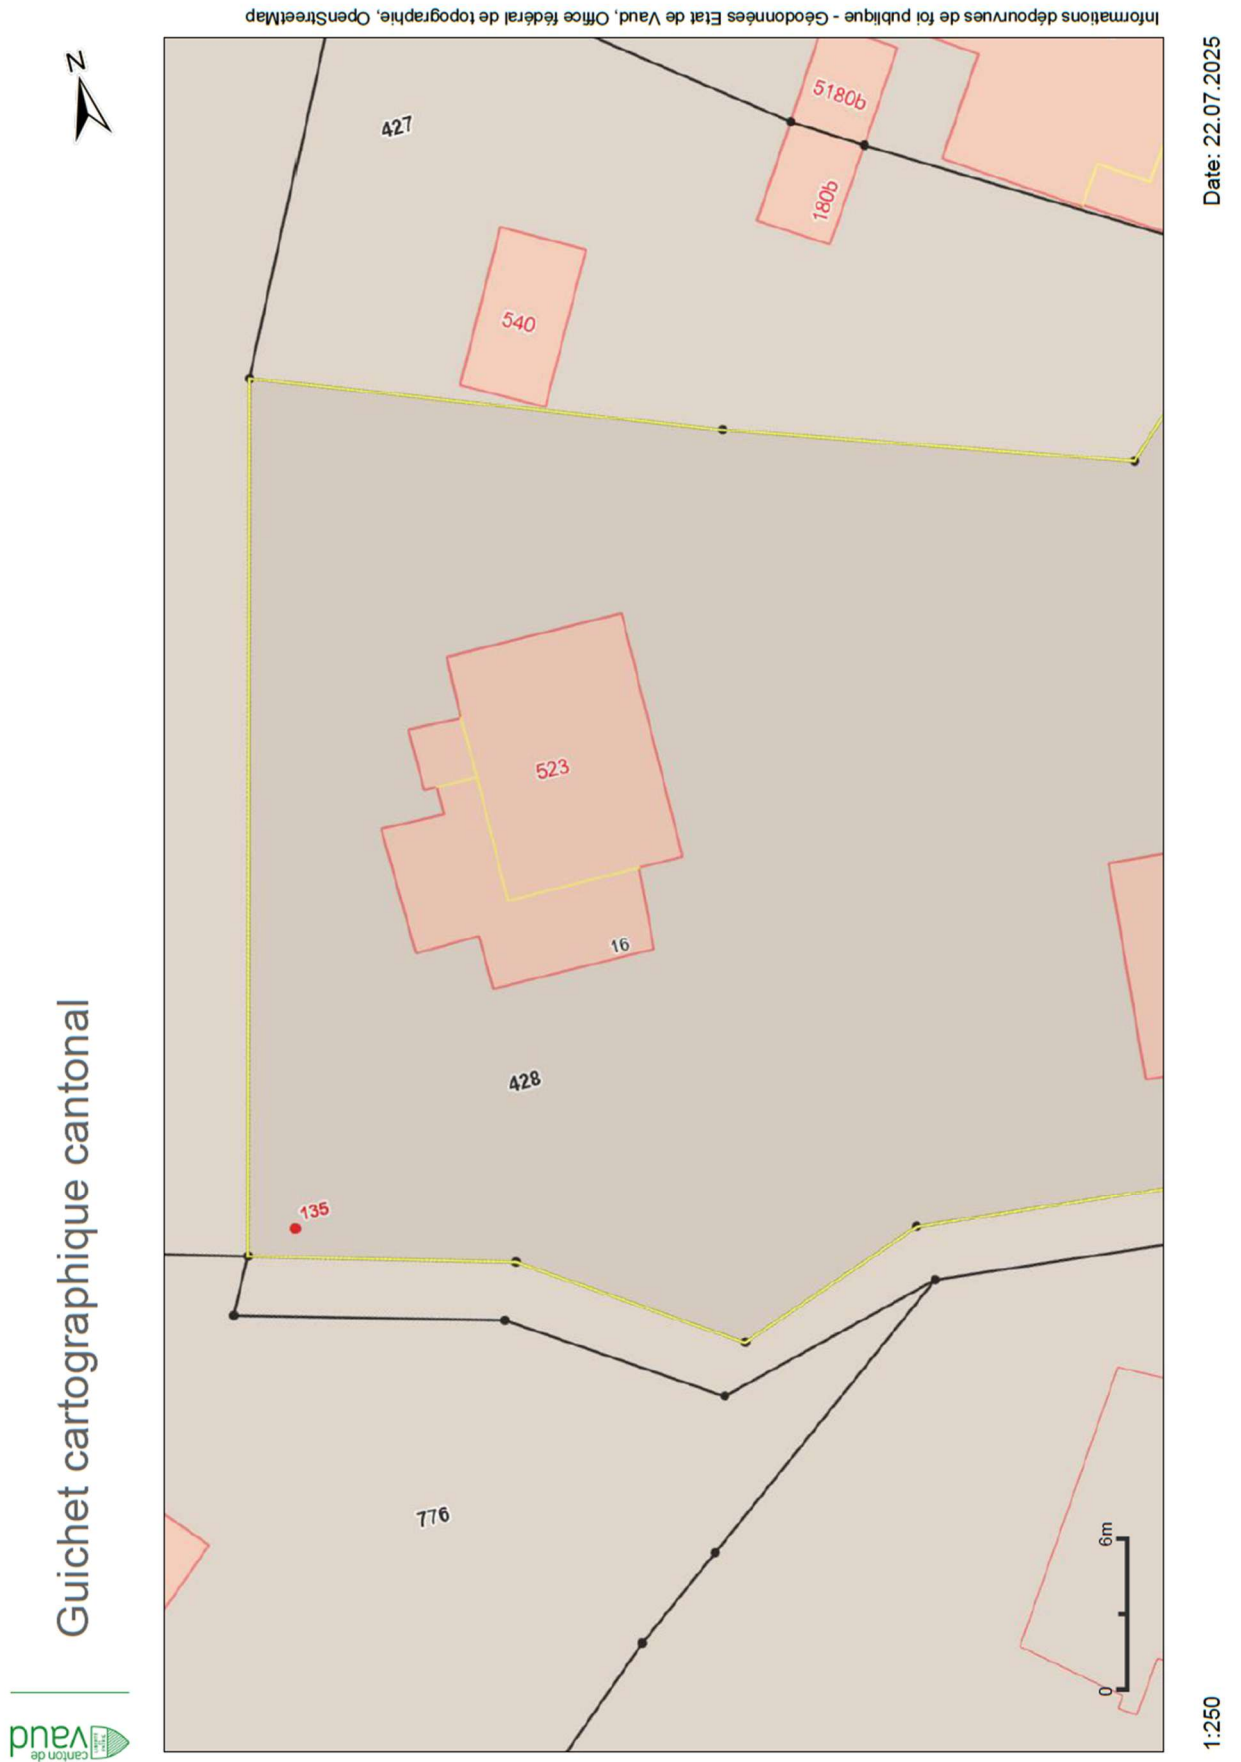 canton de
vaud
Guichet cartographique cantonal
N
Informations dépourvues de foi publique - Géodonnées Etat de Vaud, Office fédéral de topographie, OpenStreetMap
427
5180b
180b
540
523
16
428
135
776
0
6m
1:250
Date: 22.07.2025